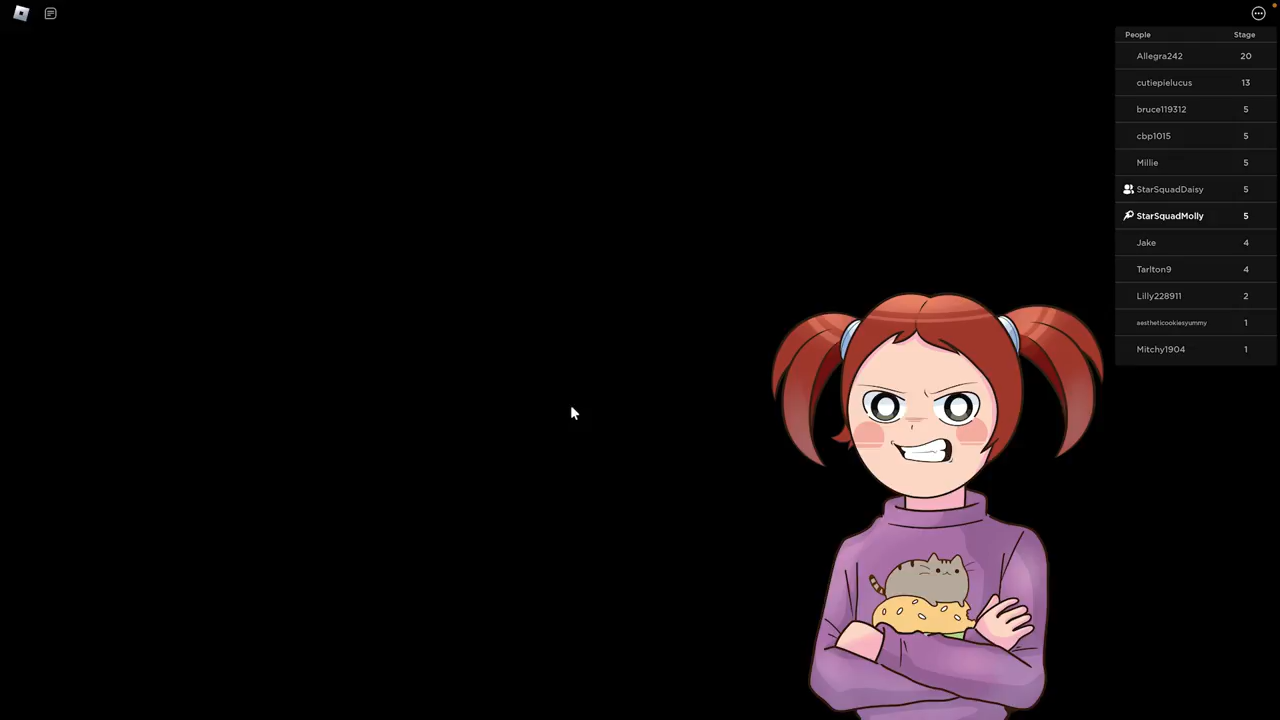 People Stage
Allegra242 20
cutiepielucus 13
bruce119312 5
cbp1015 5
Millie 5
StarSquadDaisy 5
StarSquadMolly 5
Jake 4
Tarlton9 4
Lilly228911 2
aestheticookiesyummy 1
Mitchy1904 1